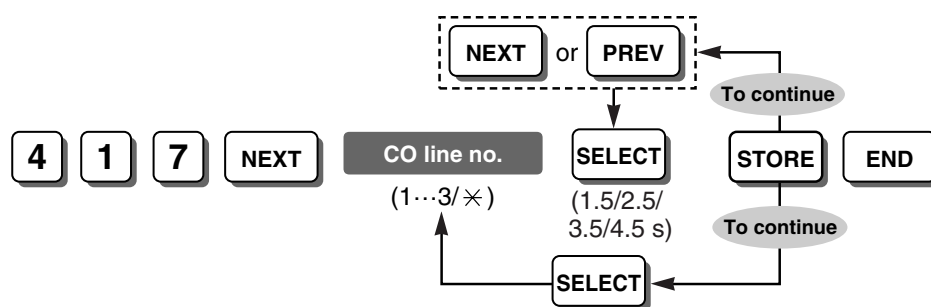 NEXT or PREV
To continue
4 1 7 NEXT CO line no. SELECT STORE END
(1···3/✳)
(1.5/2.5/
3.5/4.5 s)
To continue
SELECT